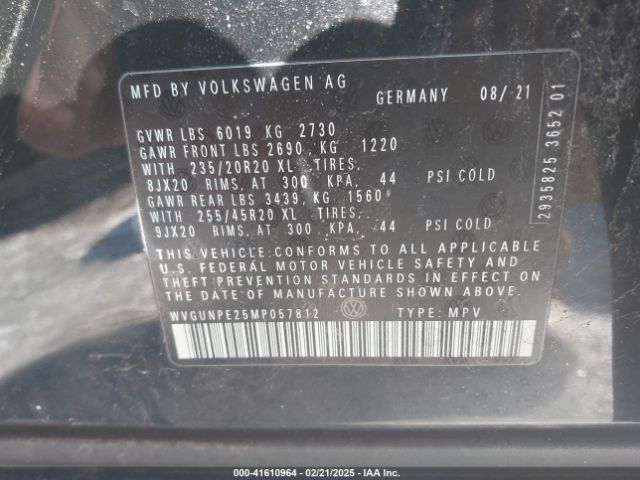 MFD BY VOLKSWAGEN AG
GERMANY 08/ 21
GVWR LBS 6019 KG 2730
GAWR FRONT LBS 2690 KG 1220
WITH 235/20R20 XL TIRES,
8JX20 RIMS, AT 300 KPA, 44 PSI COLD
GAWR REAR LBS 3439, KG 1560
WITH 255/45R20 XL TIRES,
9JX20 RIMS, AT 300 KPA, 44 PSI COLD
THIS VEHICLE CONFORMS TO ALL APPLICABLE
U.S. FEDERAL MOTOR VEHICLE SAFETY AND
THEFT PREVENTION STANDARDS IN EFFECT ON
THE DATE OF MANUFACTURE SHOWN ABOVE.
WVGUNPE25MP057812 TYPE: MPV
2935825 3652 01
000-41610964 - 02/21/2025 - IAA Inc.